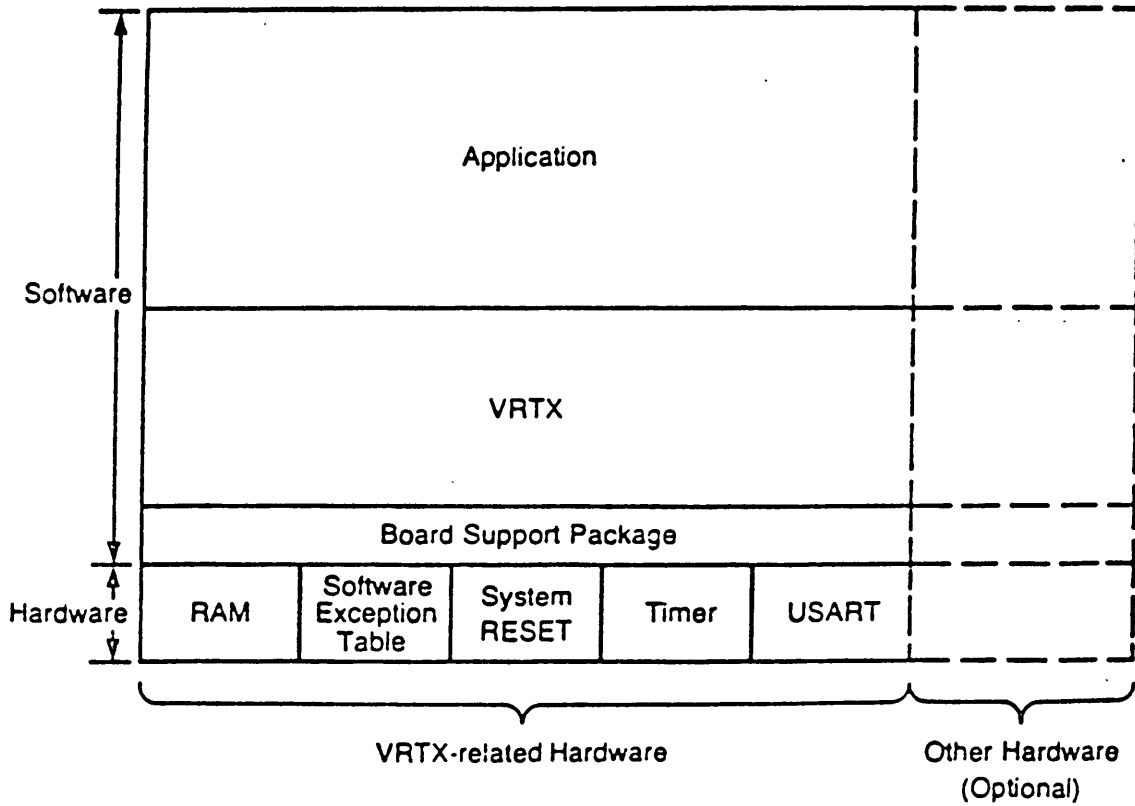 Application
Software
VRTX
Board Support Package
Hardware
RAM
Software
Exception
Table
System
RESET
Timer
USART
VRTX-related Hardware
Other Hardware
(Optional)